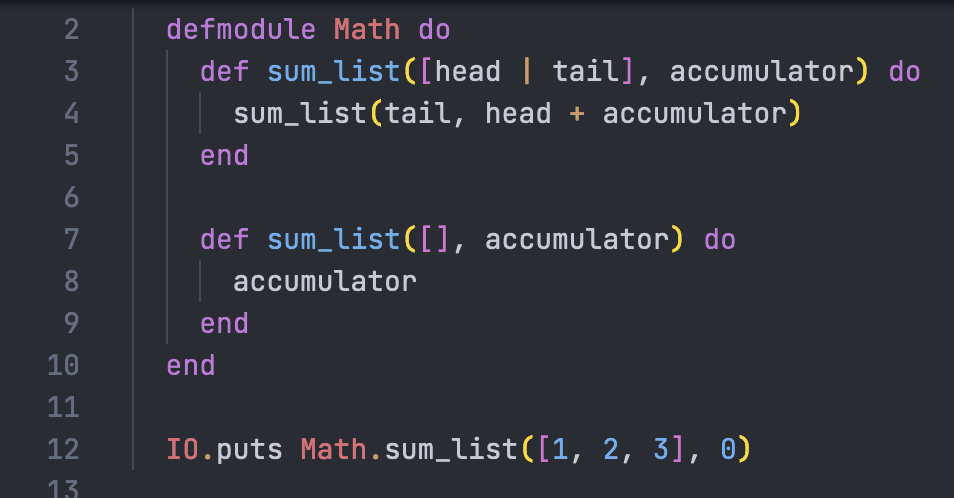 2 defmodule Math do
3 def sum_list([head | tail], accumulator) do
4 sum_list(tail, head + accumulator)
5 end
6
7 def sum_list([], accumulator) do
8 accumulator
9 end
10 end
11
12 IO.puts Math.sum_list([1, 2, 3], 0)
13